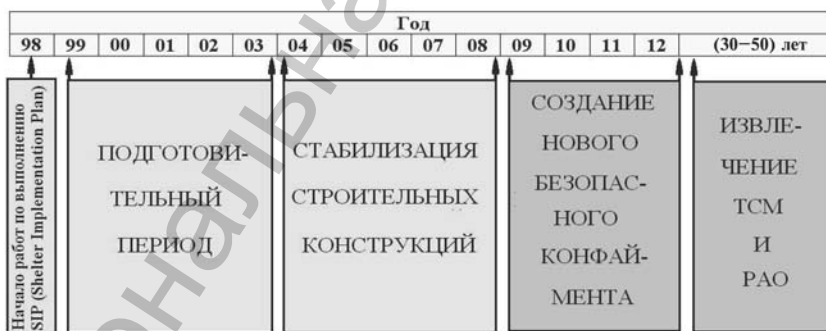 Год
98 99 00 01 02 03 04 05 06 07 08 09 10 11 12 (30–50) лет
Начало работ по выполнению
SIP (Shelter Implementation Plan)
ПОДГОТОВИ-
ТЕЛЬНЫЙ
ПЕРИОД
СТАБИЛИЗАЦИЯ
СТРОИТЕЛЬНЫХ
КОНСТРУКЦИЙ
СОЗДАНИЕ
НОВОГО
БЕЗОПАС-
НОГО
КОНФАЙ-
МЕНТА
ИЗВЛЕ-
ЧЕНИЕ
ТСМ
И
РАО